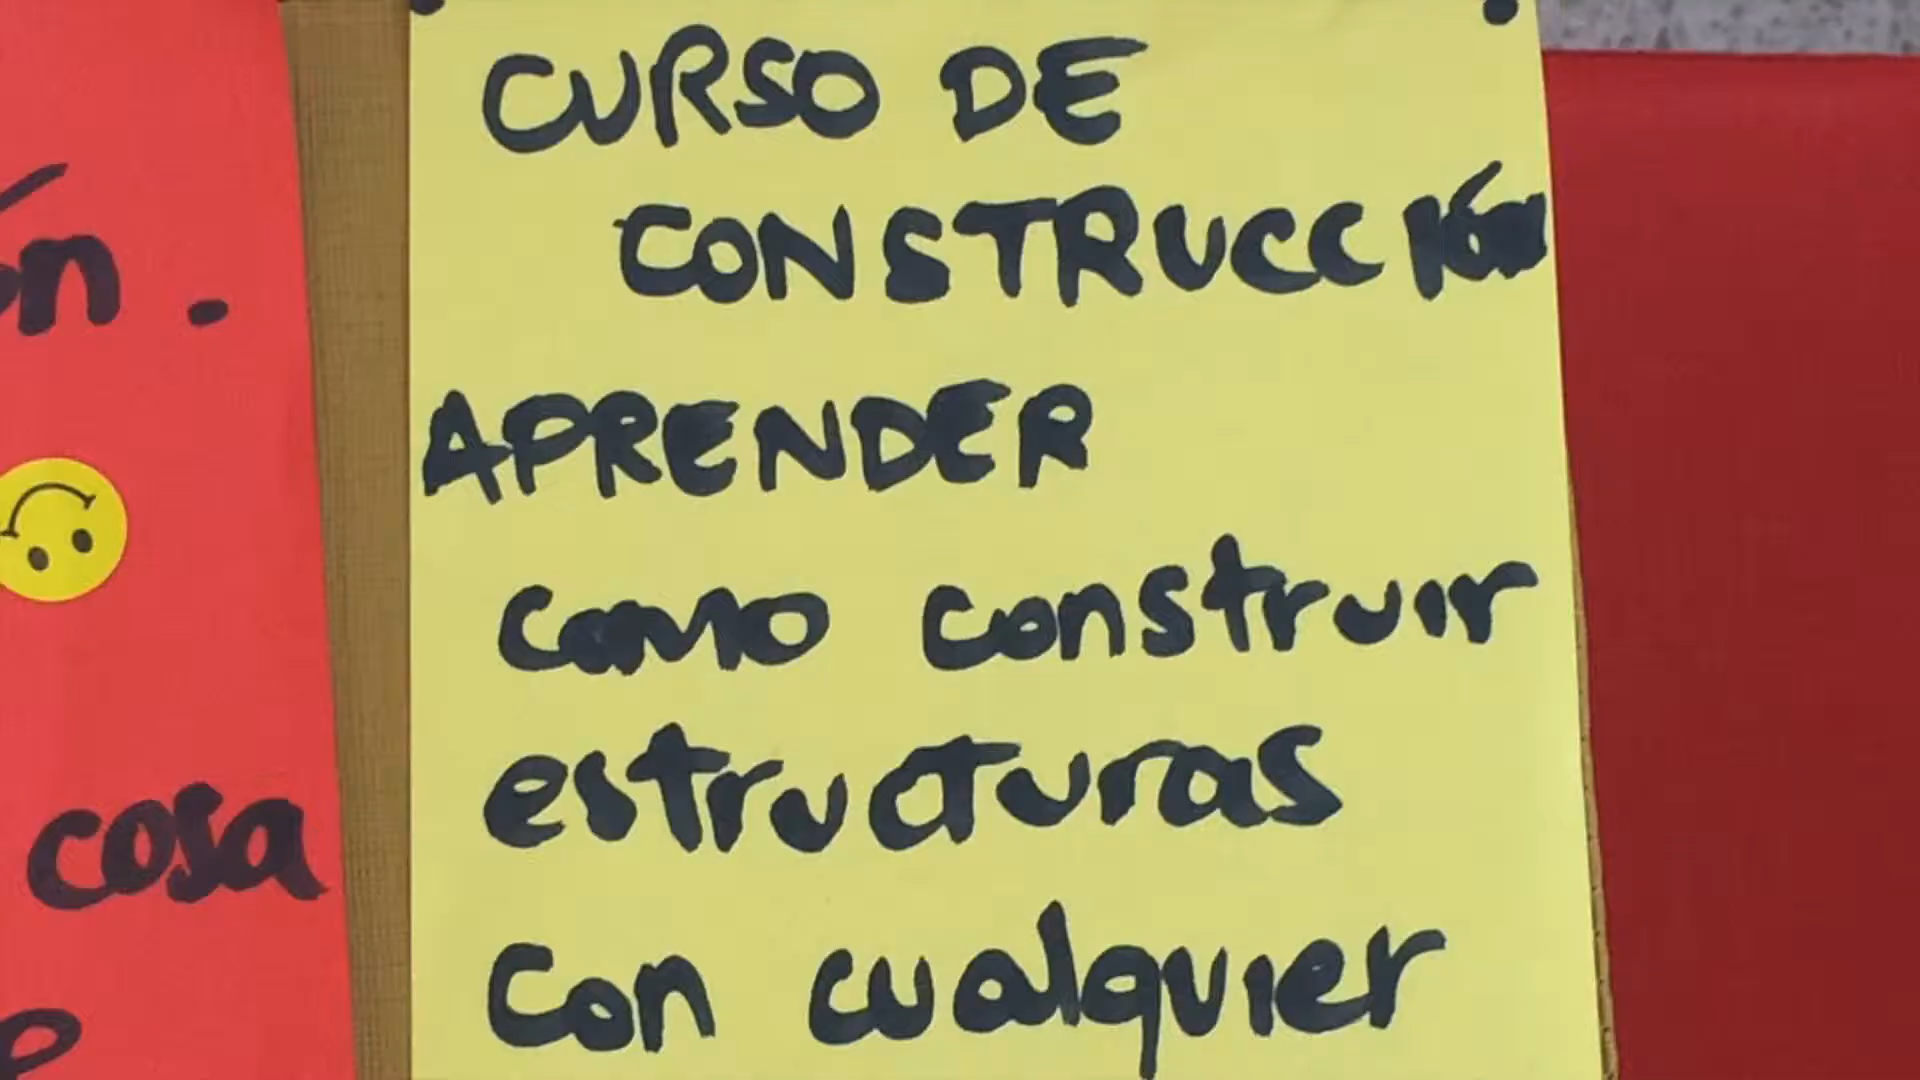 ón.
cosa
CURSO DE
CONSTRUCCIÓN
APRENDER
como construir
estructuras
con cualquier